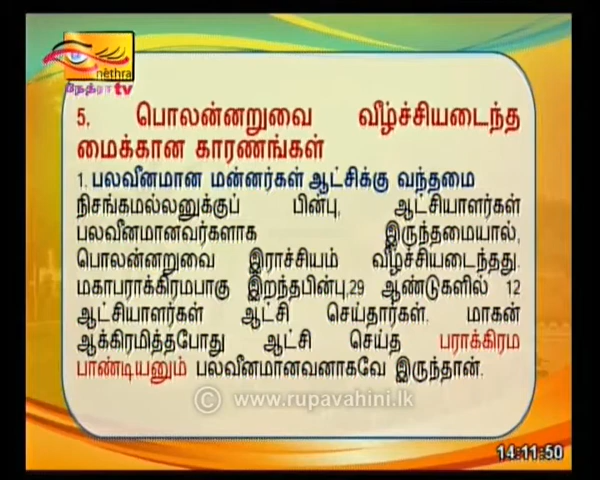 nēthra
நேத்ரா tv
5, பொலன்னறுவை வீழ்ச்சியடைந்த
மைக்கான காரணங்கள்
1, பலவீனமான மன்னர்கள் ஆட்சிக்கு வந்தமை
நிசங்கமல்லனுக்குப் பின்பு, ஆட்சியாளர்கள்
பலவீனமானவர்களாக இருந்தமையால்,
பொலன்னறுவை இராச்சியம் வீழ்ச்சியடைந்தது.
மகாபராக்கிரமபாகு இறந்தபின்பு,29 ஆண்டுகளில் 12
ஆட்சியாளர்கள் ஆட்சி செய்தார்கள். மாகன்
ஆக்கிரமித்தபோது ஆட்சி செய்த பராக்கிரம
பாண்டியனும் பலவீனமானவனாகவே இருந்தான்.
© www.rupavahini.lk
14:11:50